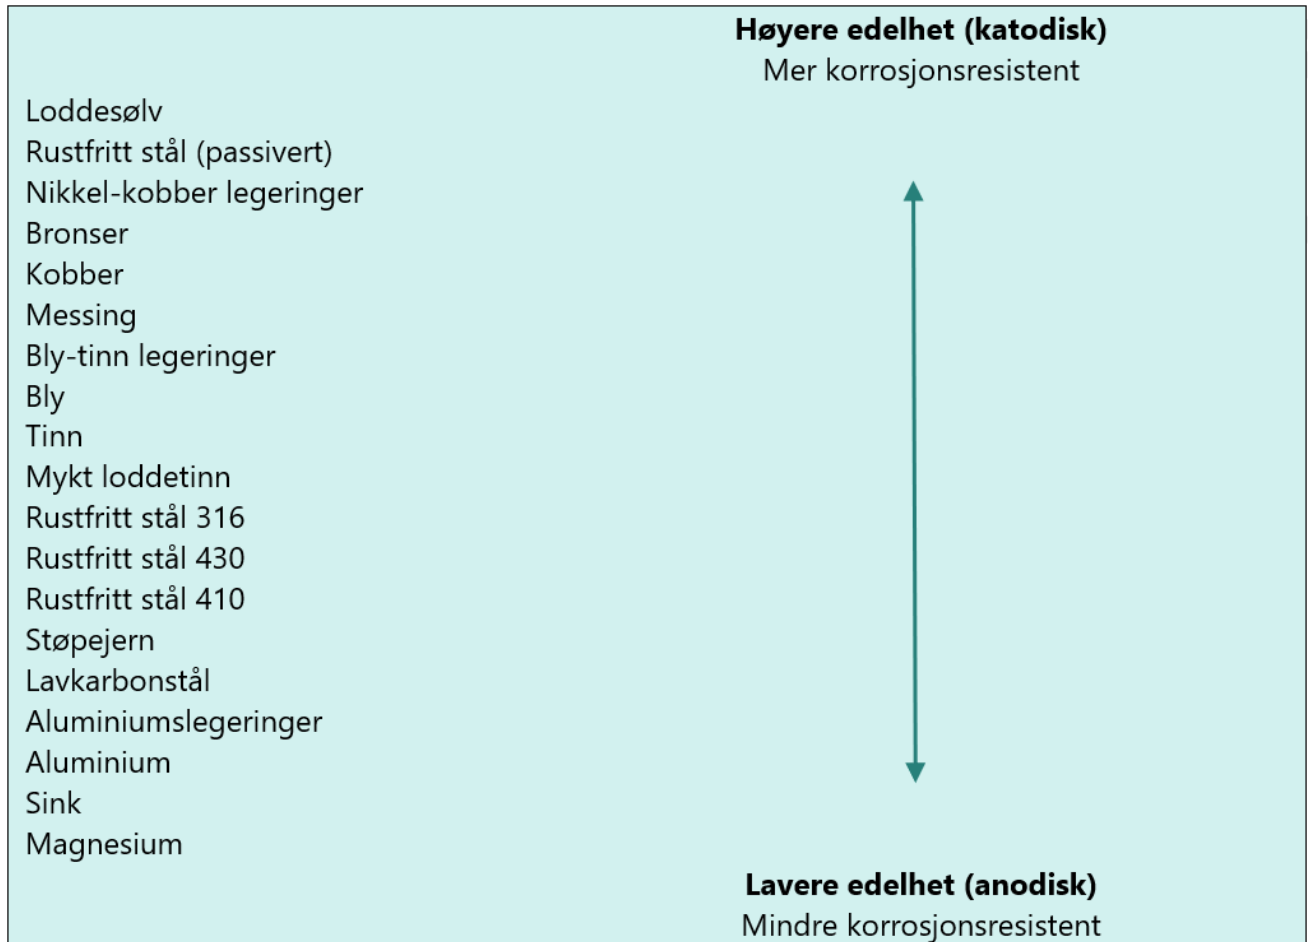 Høyere edelhet (katodisk)
Mer korrosjonsresistent
Loddesølv
Rustfritt stål (passivert)
Nikkel-kobber legeringer
Bronser
Kobber
Messing
Bly-tinn legeringer
Bly
Tinn
Mykt loddetinn
Rustfritt stål 316
Rustfritt stål 430
Rustfritt stål 410
Støpejern
Lavkarbonstål
Aluminiumslegeringer
Aluminium
Sink
Magnesium
Lavere edelhet (anodisk)
Mindre korrosjonsresistent